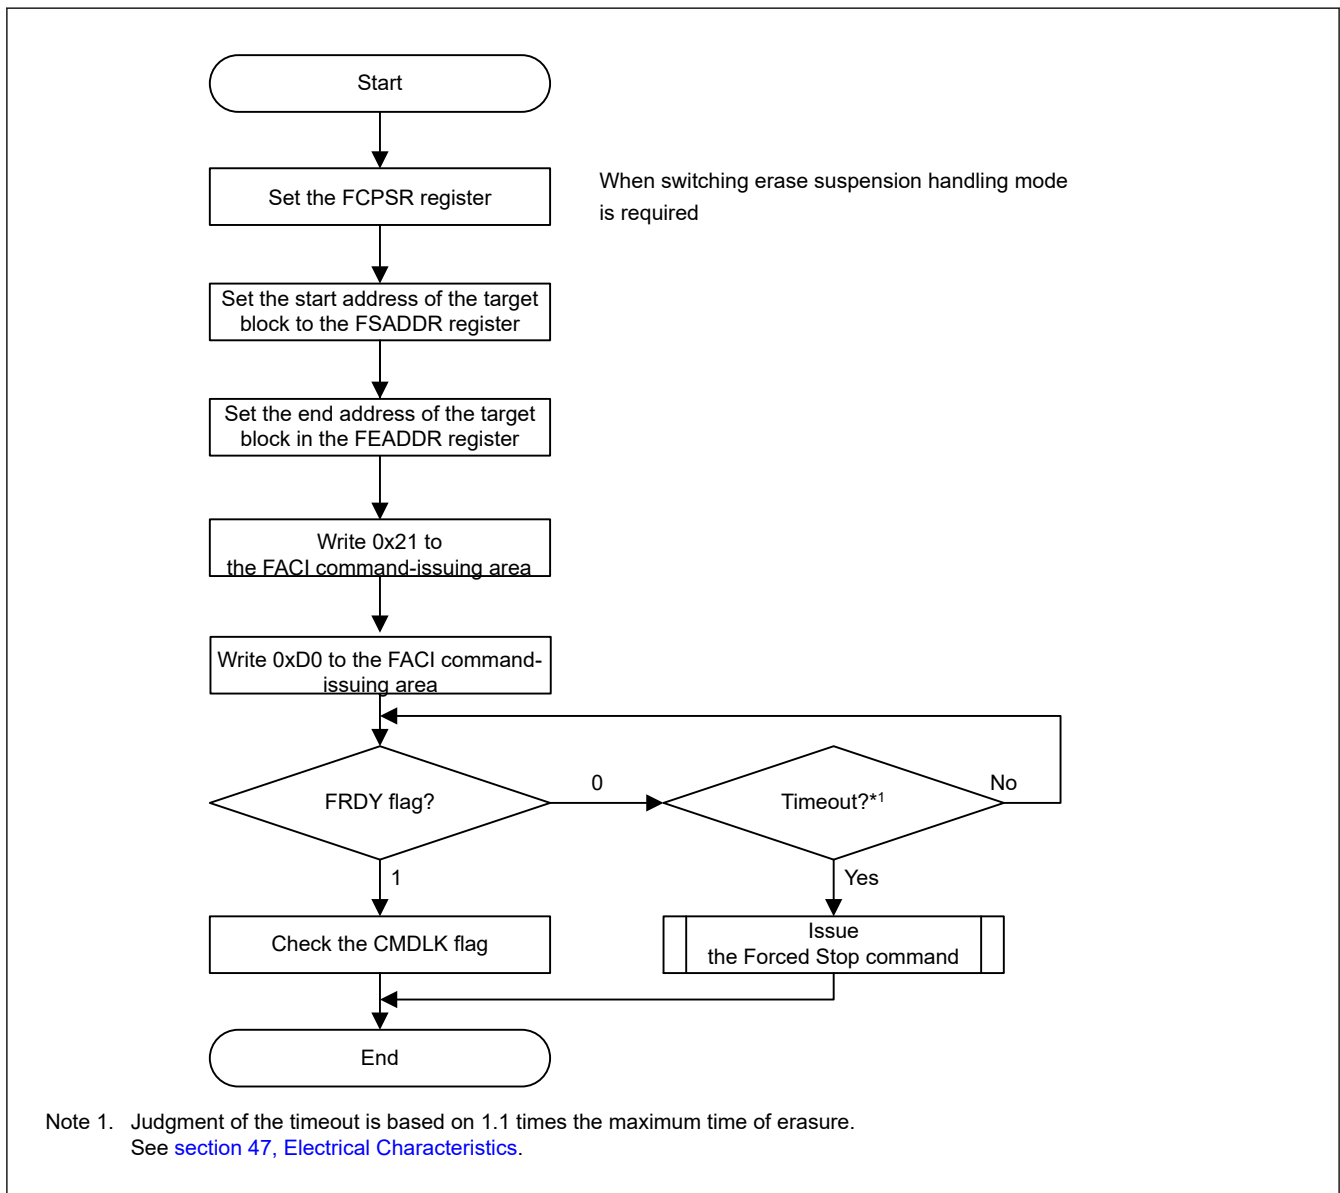 Start
Set the FCPSR register
When switching erase suspension handling mode
is required
Set the start address of the target
block to the FSADDR register
Set the end address of the target
block in the FEADDR register
Write 0x21 to
the FACI command-issuing area
Write 0xD0 to the FACI command-
issuing area
FRDY flag?
0
Timeout?*1
No
1
Yes
Check the CMDLK flag
Issue
the Forced Stop command
End
Note 1. Judgment of the timeout is based on 1.1 times the maximum time of erasure.
See section 47, Electrical Characteristics.